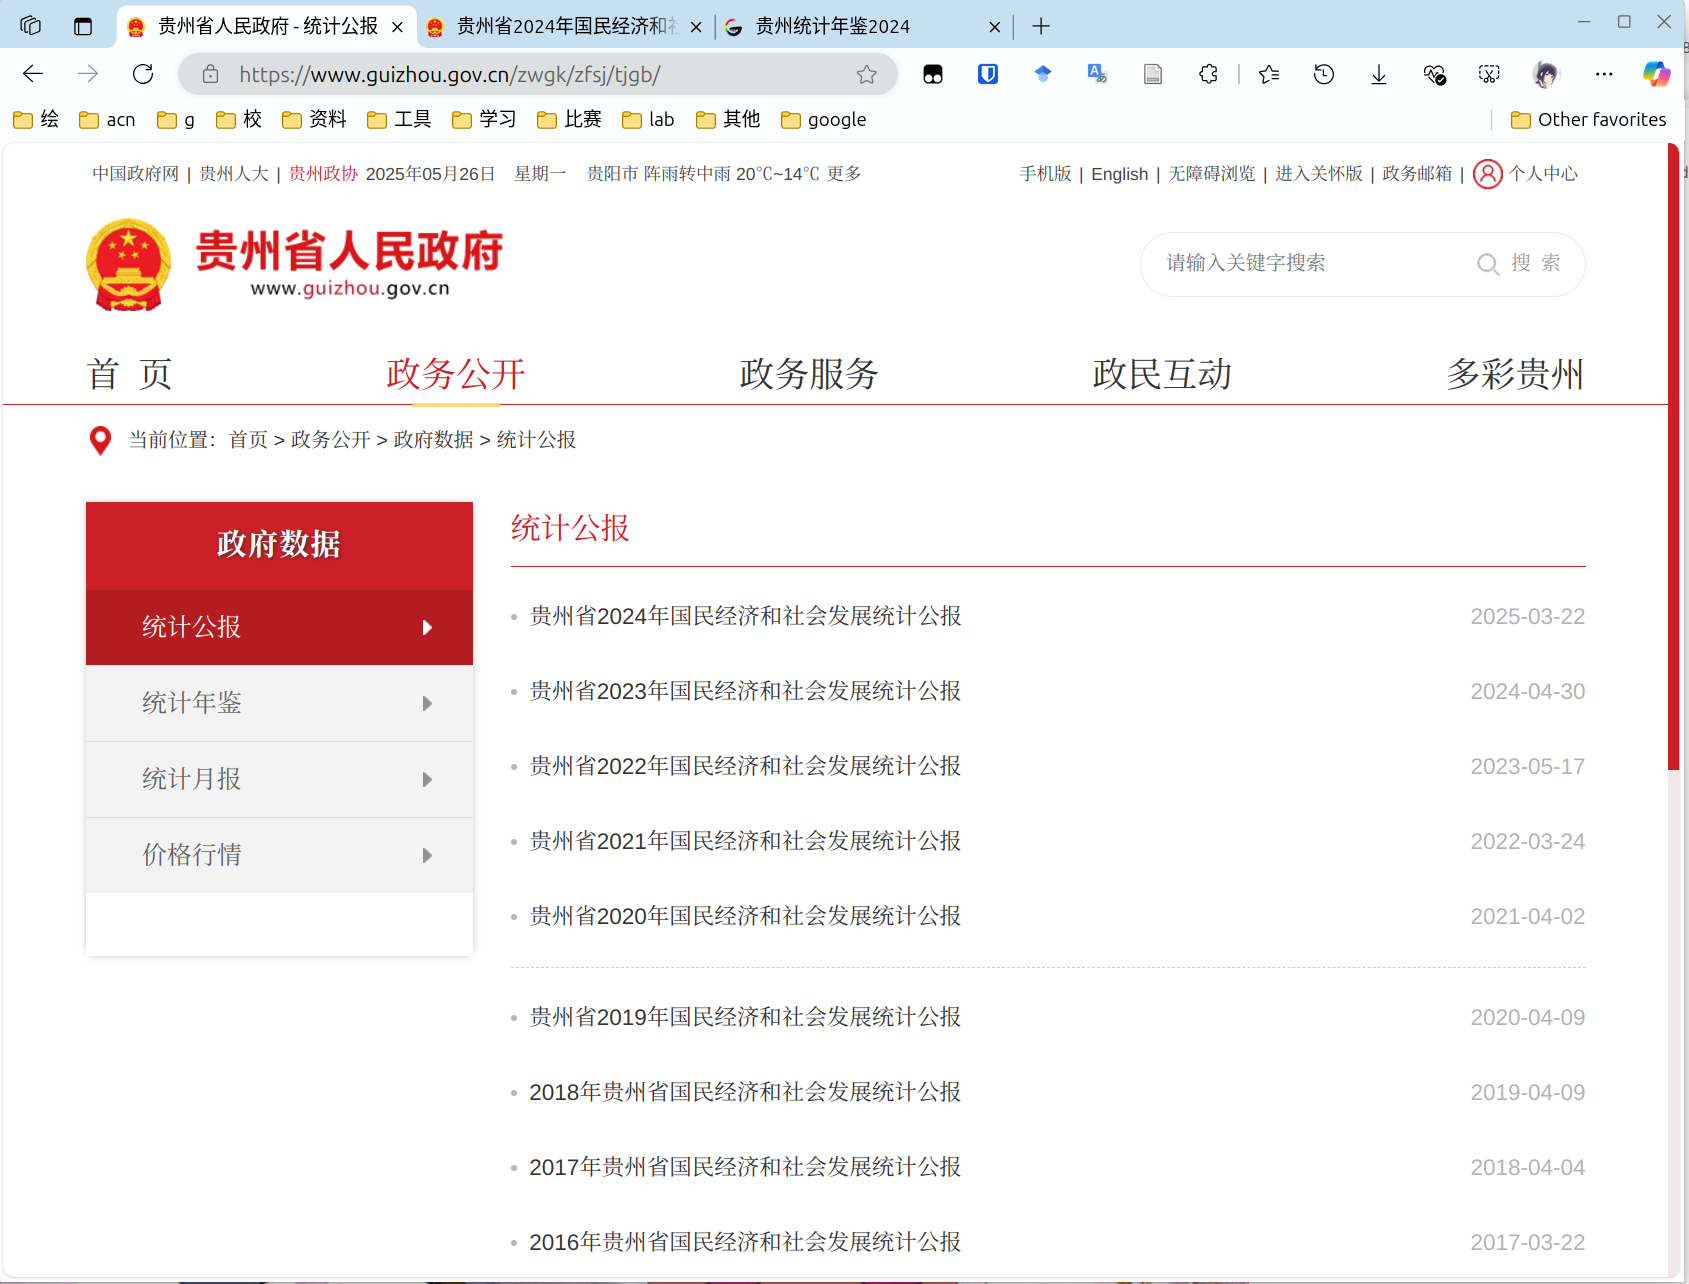 贵州省人民政府 - 统计公报
贵州省2024年国民经济和
贵州统计年鉴2024
https://www.guizhou.gov.cn/zwgk/zfsj/tjgb/
绘 acn g 校 资料 工具 学习 比赛 lab 其他 google Other favorites
中国政府网 | 贵州人大 | 贵州政协 2025年05月26日 星期一 贵阳市 阵雨转中雨 20℃~14℃ 更多
手机版 | English | 无障碍浏览 | 进入关怀版 | 政务邮箱 | 个人中心
贵州省人民政府
www.guizhou.gov.cn
请输入关键字搜索
搜 索
首 页 政务公开 政务服务 政民互动 多彩贵州
当前位置：首页 > 政务公开 > 政府数据 > 统计公报
政府数据
统计公报
统计年鉴
统计月报
价格行情
统计公报
贵州省2024年国民经济和社会发展统计公报 2025-03-22
贵州省2023年国民经济和社会发展统计公报 2024-04-30
贵州省2022年国民经济和社会发展统计公报 2023-05-17
贵州省2021年国民经济和社会发展统计公报 2022-03-24
贵州省2020年国民经济和社会发展统计公报 2021-04-02
贵州省2019年国民经济和社会发展统计公报 2020-04-09
2018年贵州省国民经济和社会发展统计公报 2019-04-09
2017年贵州省国民经济和社会发展统计公报 2018-04-04
2016年贵州省国民经济和社会发展统计公报 2017-03-22